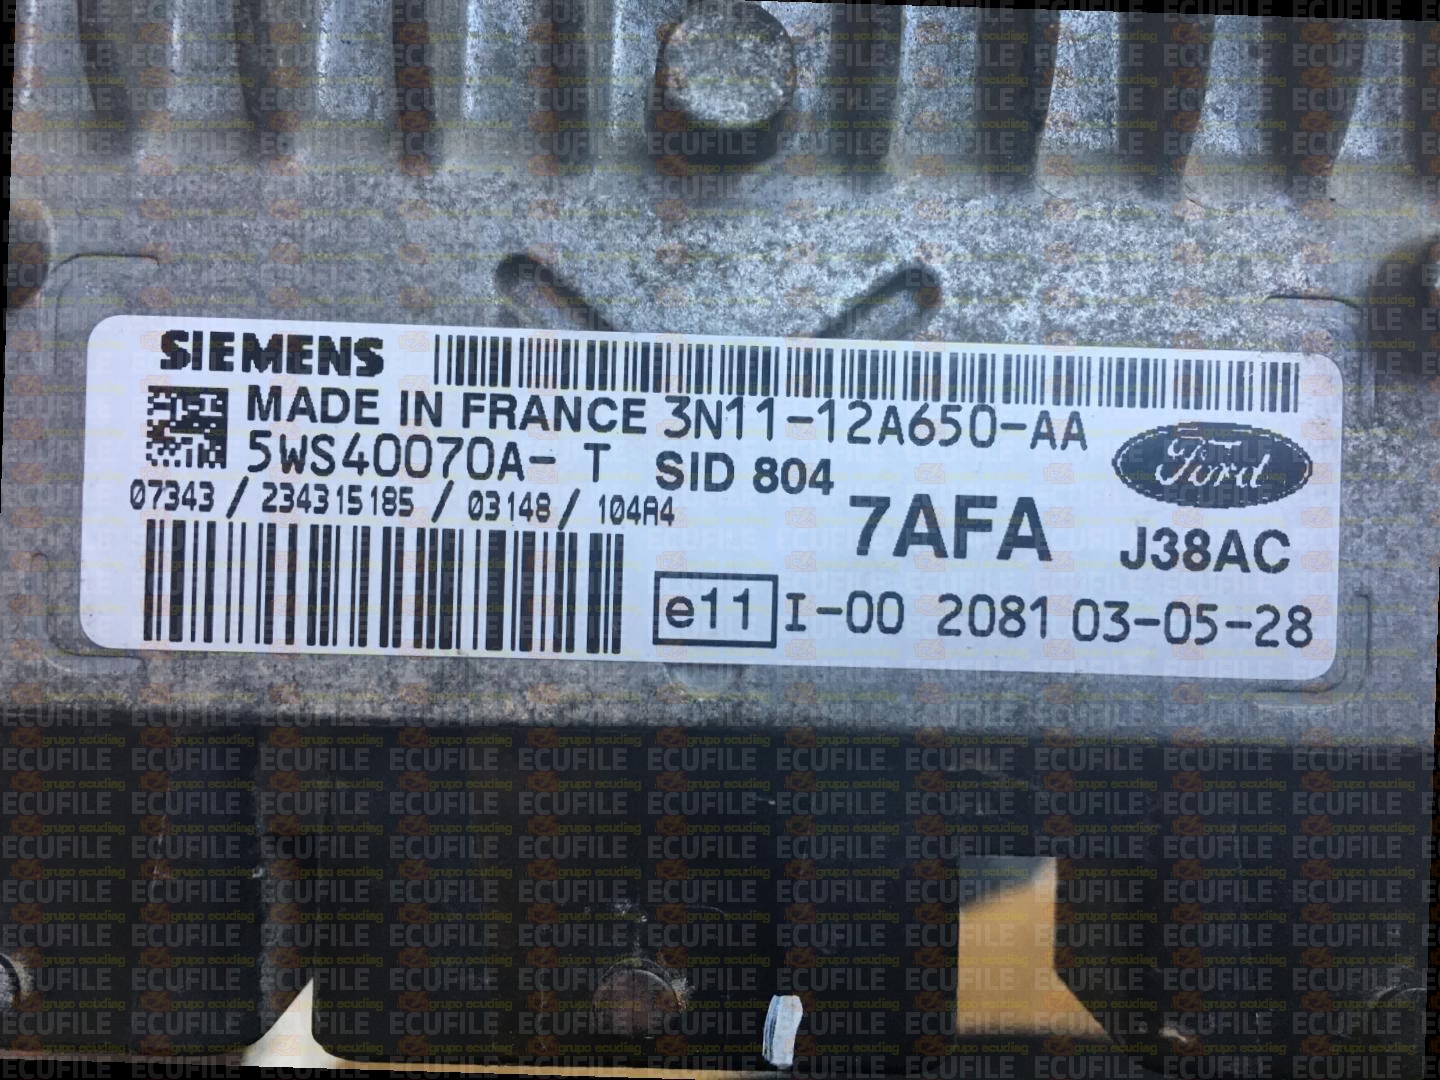 SIEMENS
MADE IN FRANCE 3N11-12A650-AA
5WS40070A- T SID 804
Ford
07343 / 234315185 / 03148 / 104A4
7AFA J38AC
e11 I-00 2081 03-05-28
ECUFILE
grupo ecudiag